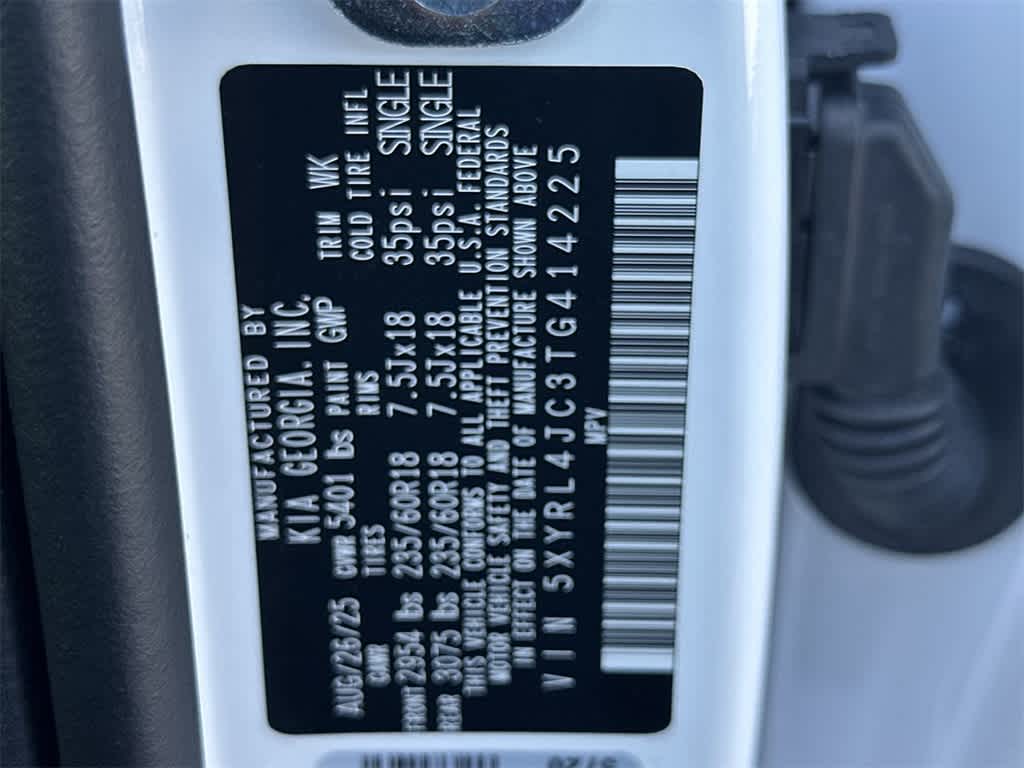 MANUFACTURED BY
KIA GEORGIA. INC.
AUG/26/25 GVWR 5401 lbs PAINT GWP TRIM WK
GAWR TIRES RIMS COLD TIRE INFL
FRONT 2954 lbs 235/60R18 7.5Jx18 35psi SINGLE
REAR 3075 lbs 235/60R18 7.5Jx18 35psi SINGLE
THIS VEHICLE CONFORMS TO ALL APPLICABLE U.S.A. FEDERAL
MOTOR VEHICLE SAFETY AND THEFT PREVENTION STANDARDS
IN EFFECT ON THE DATE OF MANUFACTURE SHOWN ABOVE
VIN 5XYRL4JC3TG414225
MPV